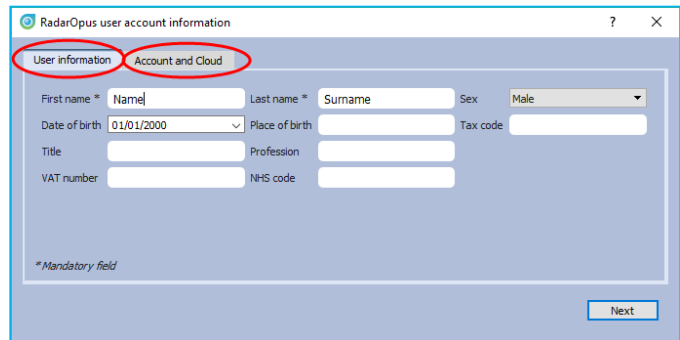 RadarOpus user account information
User information Account and Cloud
First name * Name Last name * Surname Sex Male
Date of birth 01/01/2000 Place of birth Tax code
Title Profession
VAT number NHS code
*Mandatory field
Next